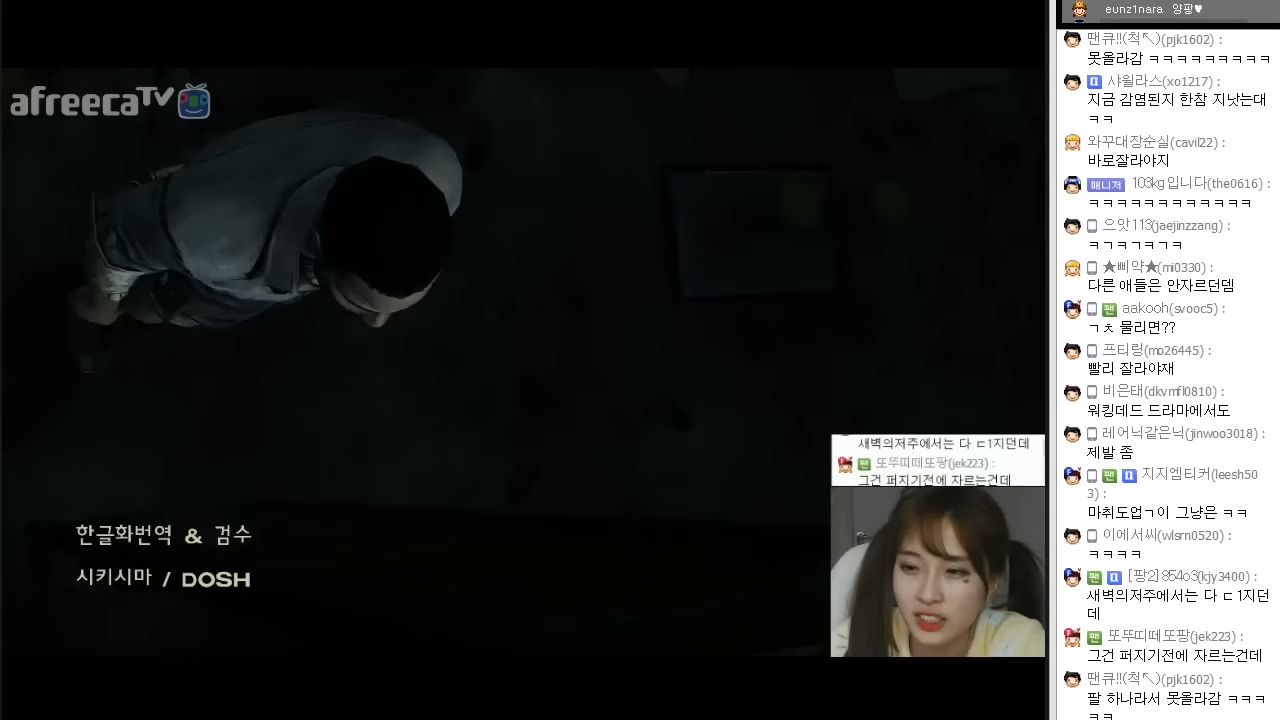 afreecaTV
한글화번역 & 검수
시키시마 / DOSH
새벽의저주에서는 다 ㄷ1지던데
팬 또뚜띠떼또팡(jek223) :
그건 퍼지기전에 자르는건데
eunz1nara 양팡♥
땐큐!!(척↖)(pjk1602) :
못올라감 ㅋㅋㅋㅋㅋㅋㅋㅋㅋ
샤윌라스(xo1217) :
지금 감염된지 한참 지낫는대
ㅋㅋ
와꾸대장순실(cavil22) :
바로잘라야지
매니저 103kg입니다(the0616) :
ㅋㅋㅋㅋㅋㅋㅋㅋㅋㅋㅋㅋ
으앗113(jaejinzzang) :
ㅋㄱㅋㄱㅋㄱㅋ
★삐약★(mi0330) :
다른 애들은 안자르던뎀
팬 aakooh(svooc5) :
ㄱㅊ 물리면??
프티렁(mo26445) :
빨리 잘라야재
비은태(dkvmfl0810) :
워킹데드 드라마에서도
레어닉같은닉(jinwoo3018) :
제발 좀
팬 지지엠티커(leesh50
3) :
마취도업ㄱ이 그냥은 ㅋㅋ
이에서씨(wlsrn0520) :
ㅋㅋㅋㅋ
팬 [팡2]854o3(kjy3400) :
새벽의저주에서는 다 ㄷ1지던
데
팬 또뚜띠떼또팡(jek223) :
그건 퍼지기전에 자르는건데
땐큐!!(척↖)(pjk1602) :
팔 하나라서 못올라감 ㅋㅋㅋ
ㅋㅋ